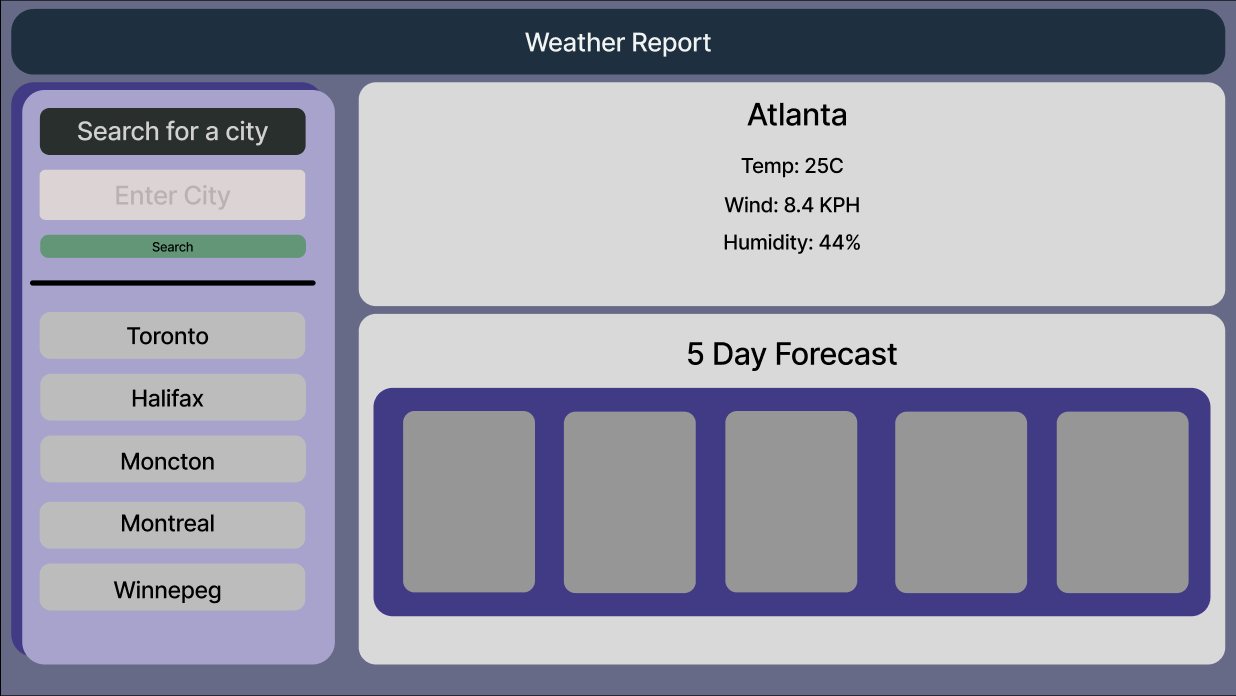 Weather Report
Search for a city
Enter City
Search
Toronto
Halifax
Moncton
Montreal
Winnepeg
Atlanta
Temp: 25C
Wind: 8.4 KPH
Humidity: 44%
5 Day Forecast